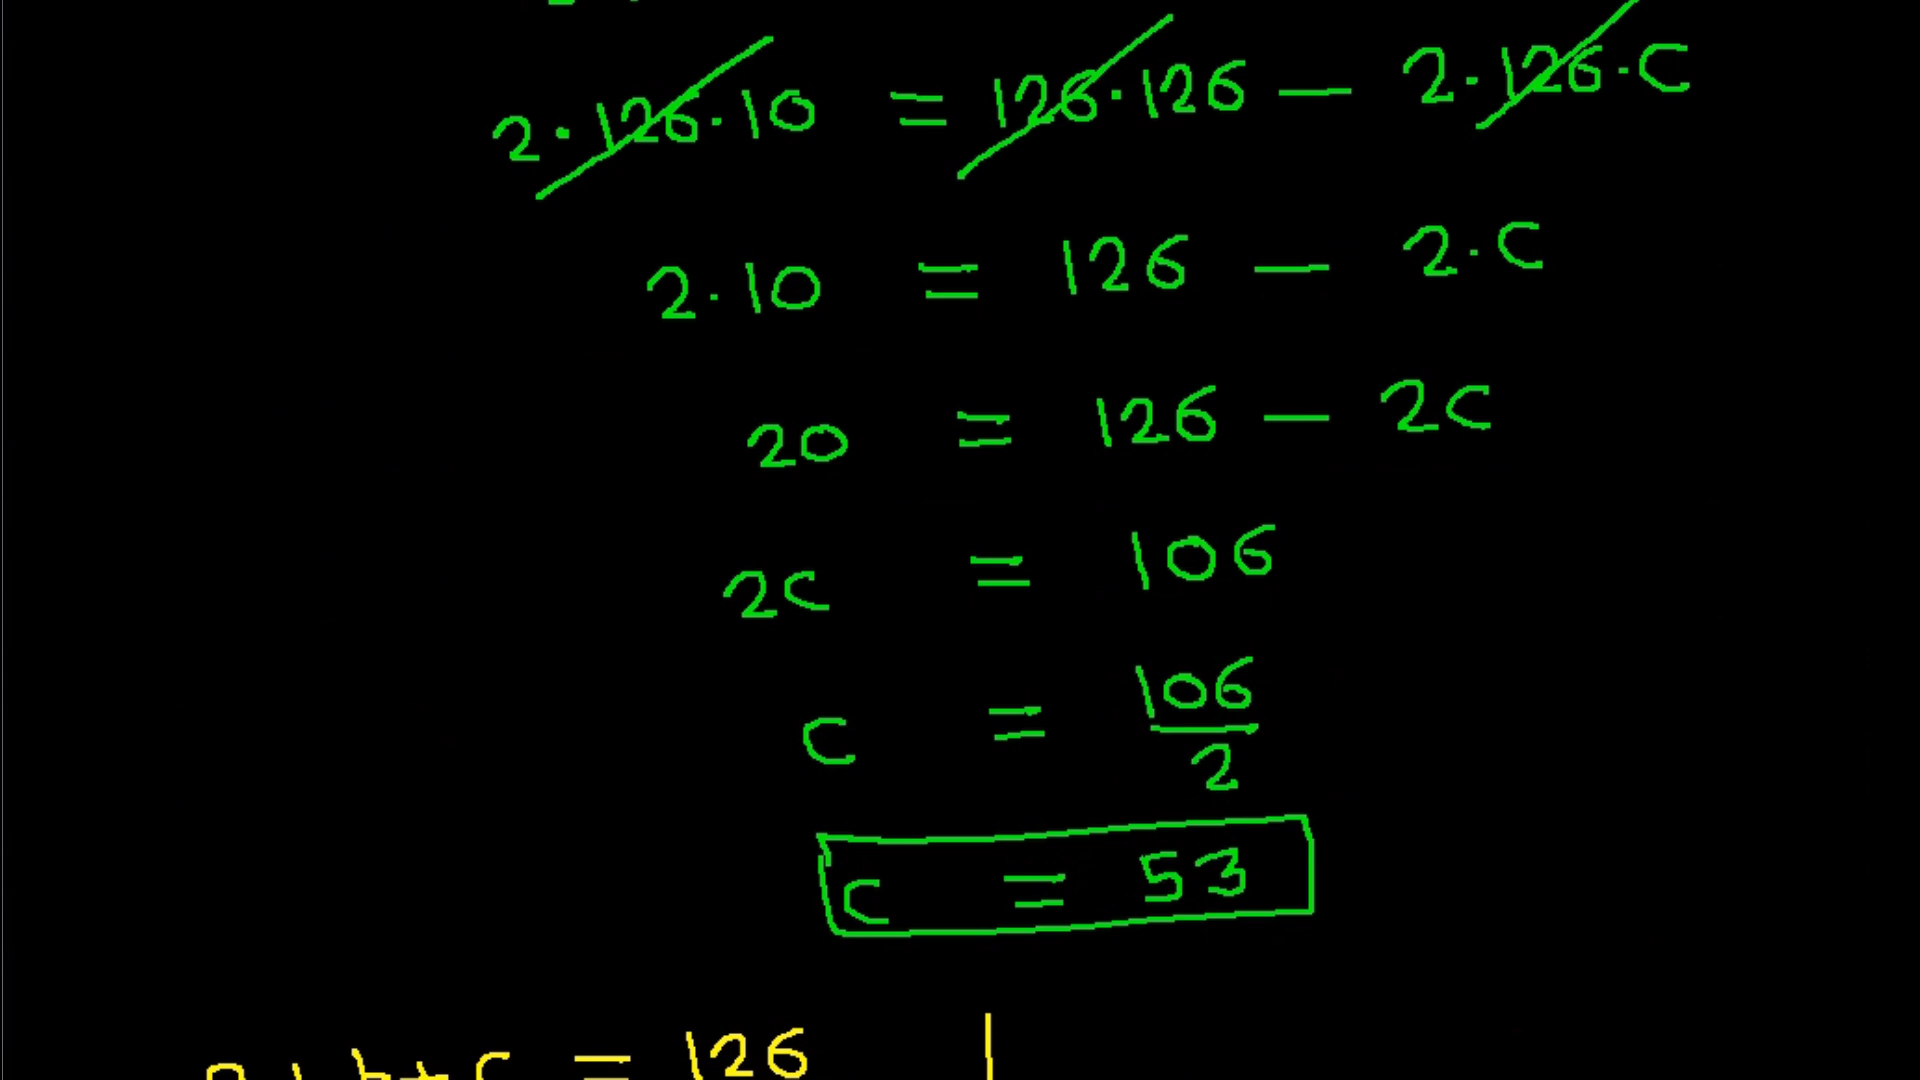 2·126·10 = 126·126 − 2·126·C
2·10 = 126 − 2·C
20 = 126 − 2C
2C = 106
C = 106/2
C = 53
a+b+c = 126